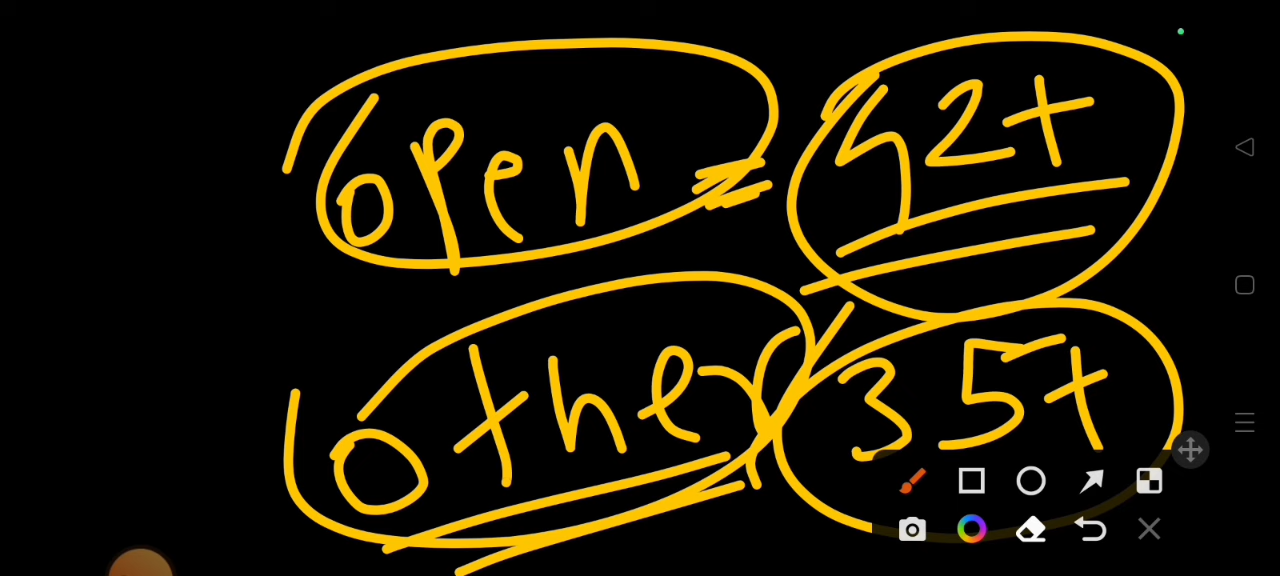 open = 42+
other 35+